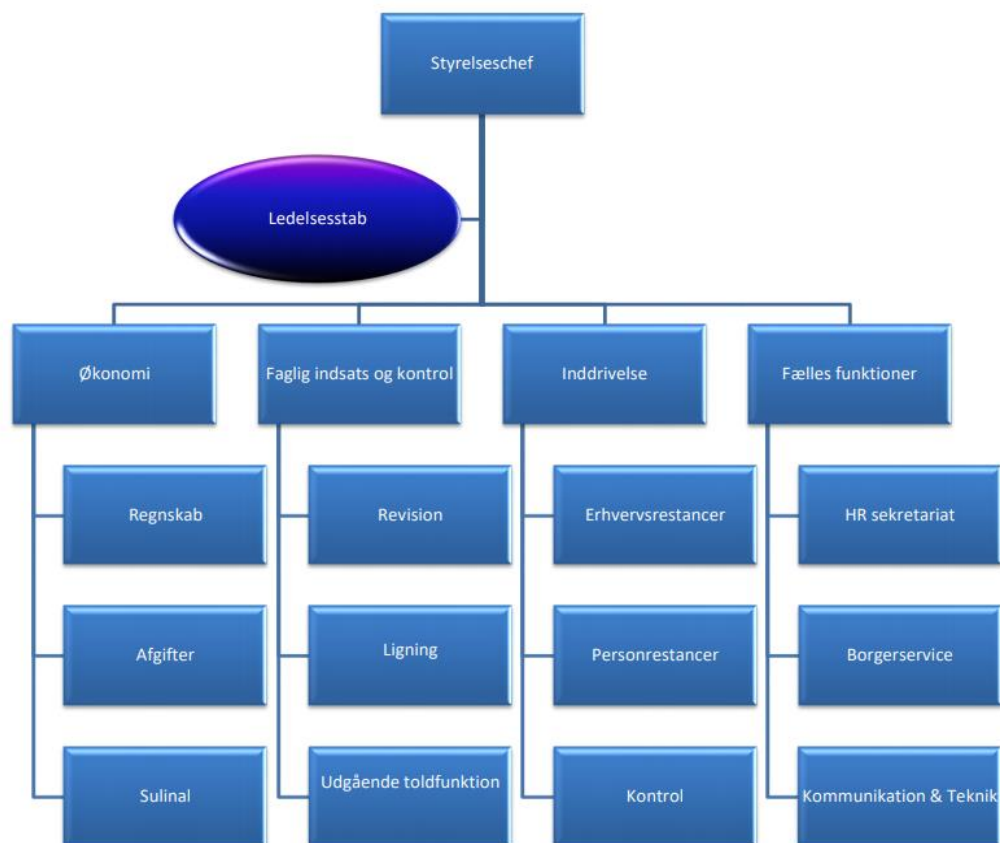 Styrelseschef
Ledelsesstab
Økonomi
Faglig indsats og kontrol
Inddrivelse
Fælles funktioner
Regnskab
Revision
Erhvervsrestancer
HR sekretariat
Afgifter
Ligning
Personrestancer
Borgerservice
Sulinal
Udgående toldfunktion
Kontrol
Kommunikation & Teknik